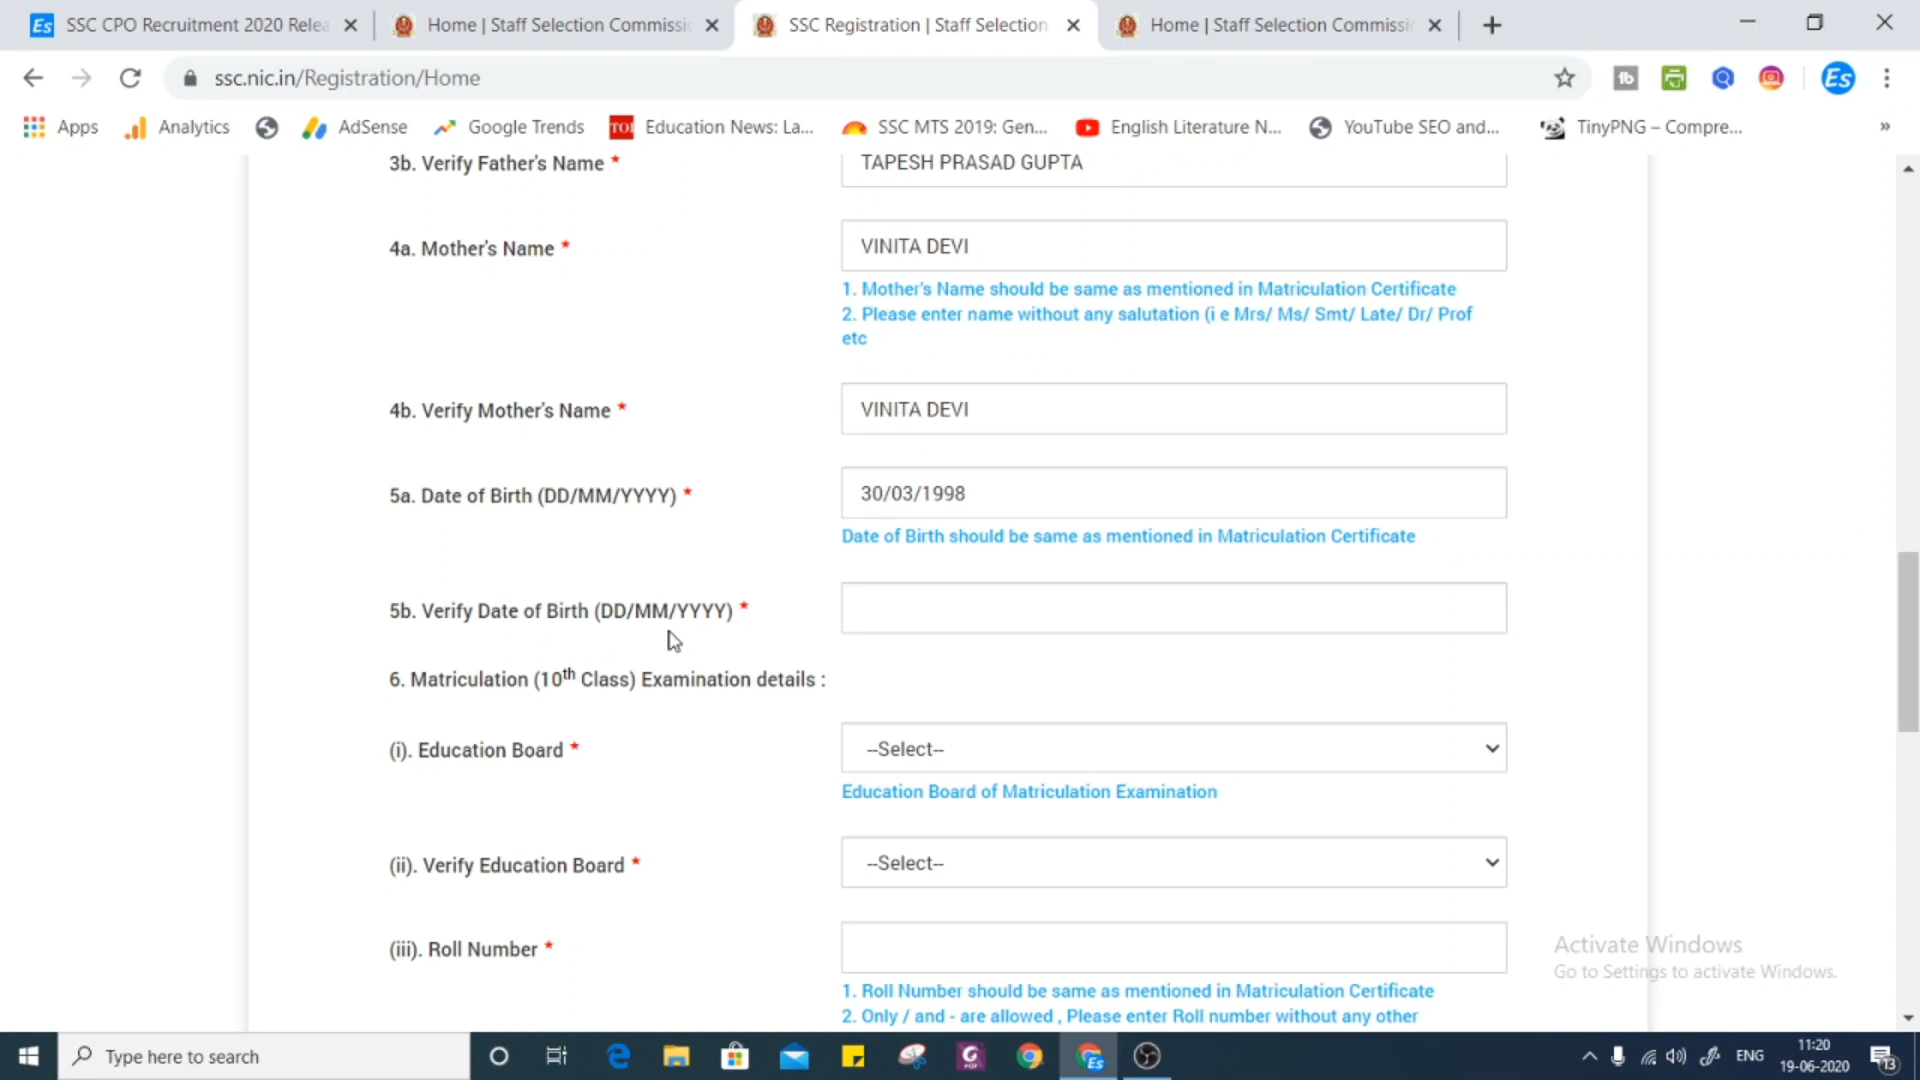 SSC CPO Recruitment 2020 Relea
Home | Staff Selection Commissi
SSC Registration | Staff Selection
Home | Staff Selection Commissi
ssc.nic.in/Registration/Home
Apps
Analytics
AdSense
Google Trends
Education News: La...
SSC MTS 2019: Gen...
English Literature N...
YouTube SEO and...
TinyPNG – Compre...
»
3b. Verify Father's Name *
TAPESH PRASAD GUPTA
4a. Mother's Name *
VINITA DEVI
1. Mother's Name should be same as mentioned in Matriculation Certificate
2. Please enter name without any salutation (i e Mrs/ Ms/ Smt/ Late/ Dr/ Prof
etc
4b. Verify Mother's Name *
VINITA DEVI
5a. Date of Birth (DD/MM/YYYY) *
30/03/1998
Date of Birth should be same as mentioned in Matriculation Certificate
5b. Verify Date of Birth (DD/MM/YYYY) *
6. Matriculation (10th Class) Examination details :
(i). Education Board *
--Select--
Education Board of Matriculation Examination
(ii). Verify Education Board *
--Select--
(iii). Roll Number *
1. Roll Number should be same as mentioned in Matriculation Certificate
2. Only / and - are allowed , Please enter Roll number without any other
Activate Windows
Go to Settings to activate Windows.
Type here to search
ENG
11:20
19-06-2020
13